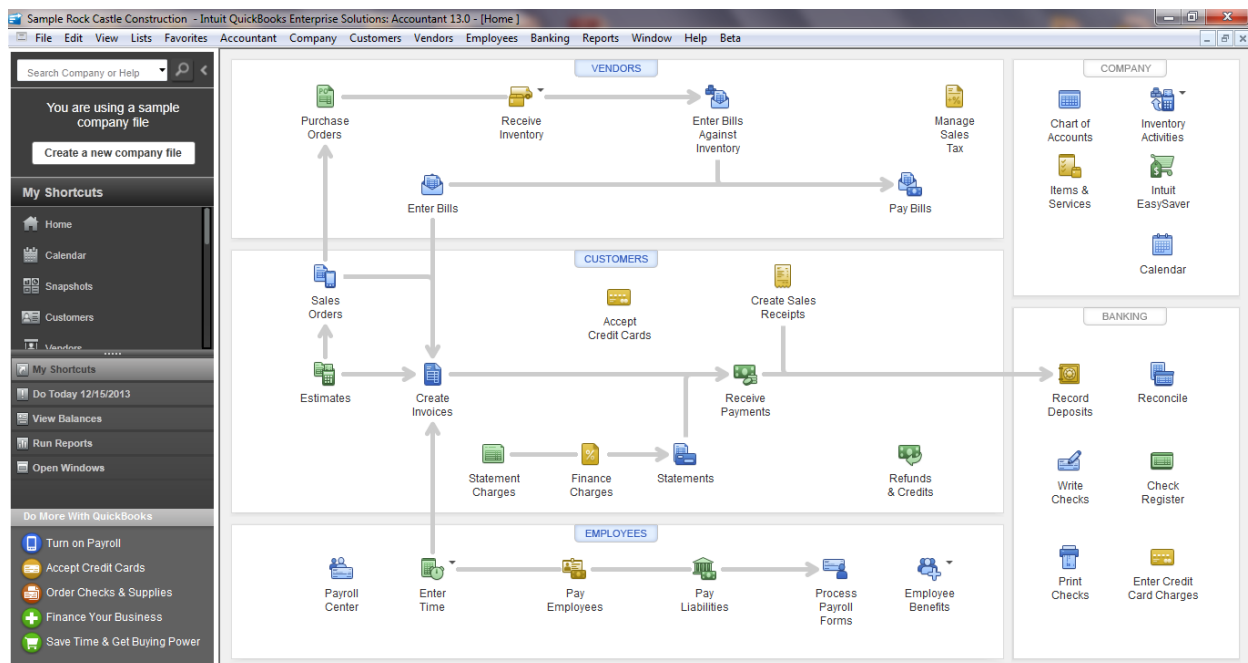 Sample Rock Castle Construction - Intuit QuickBooks Enterprise Solutions: Accountant 13.0 - [Home ]
File Edit View Lists Favorites Accountant Company Customers Vendors Employees Banking Reports Window Help Beta
Search Company or Help
You are using a sample
company file
Create a new company file
My Shortcuts
Home
Calendar
Snapshots
Customers
Vendors
My Shortcuts
Do Today 12/15/2013
View Balances
Run Reports
Open Windows
Do More With QuickBooks
Turn on Payroll
Accept Credit Cards
Order Checks & Supplies
Finance Your Business
Save Time & Get Buying Power
VENDORS
Purchase
Orders
Receive
Inventory
Enter Bills
Against
Inventory
Manage
Sales
Tax
Enter Bills
Pay Bills
CUSTOMERS
Sales
Orders
Accept
Credit Cards
Create Sales
Receipts
Estimates
Create
Invoices
Receive
Payments
Statement
Charges
Finance
Charges
Statements
Refunds
& Credits
EMPLOYEES
Payroll
Center
Enter
Time
Pay
Employees
Pay
Liabilities
Process
Payroll
Forms
Employee
Benefits
COMPANY
Chart of
Accounts
Inventory
Activities
Items &
Services
Intuit
EasySaver
Calendar
BANKING
Record
Deposits
Reconcile
Write
Checks
Check
Register
Print
Checks
Enter Credit
Card Charges